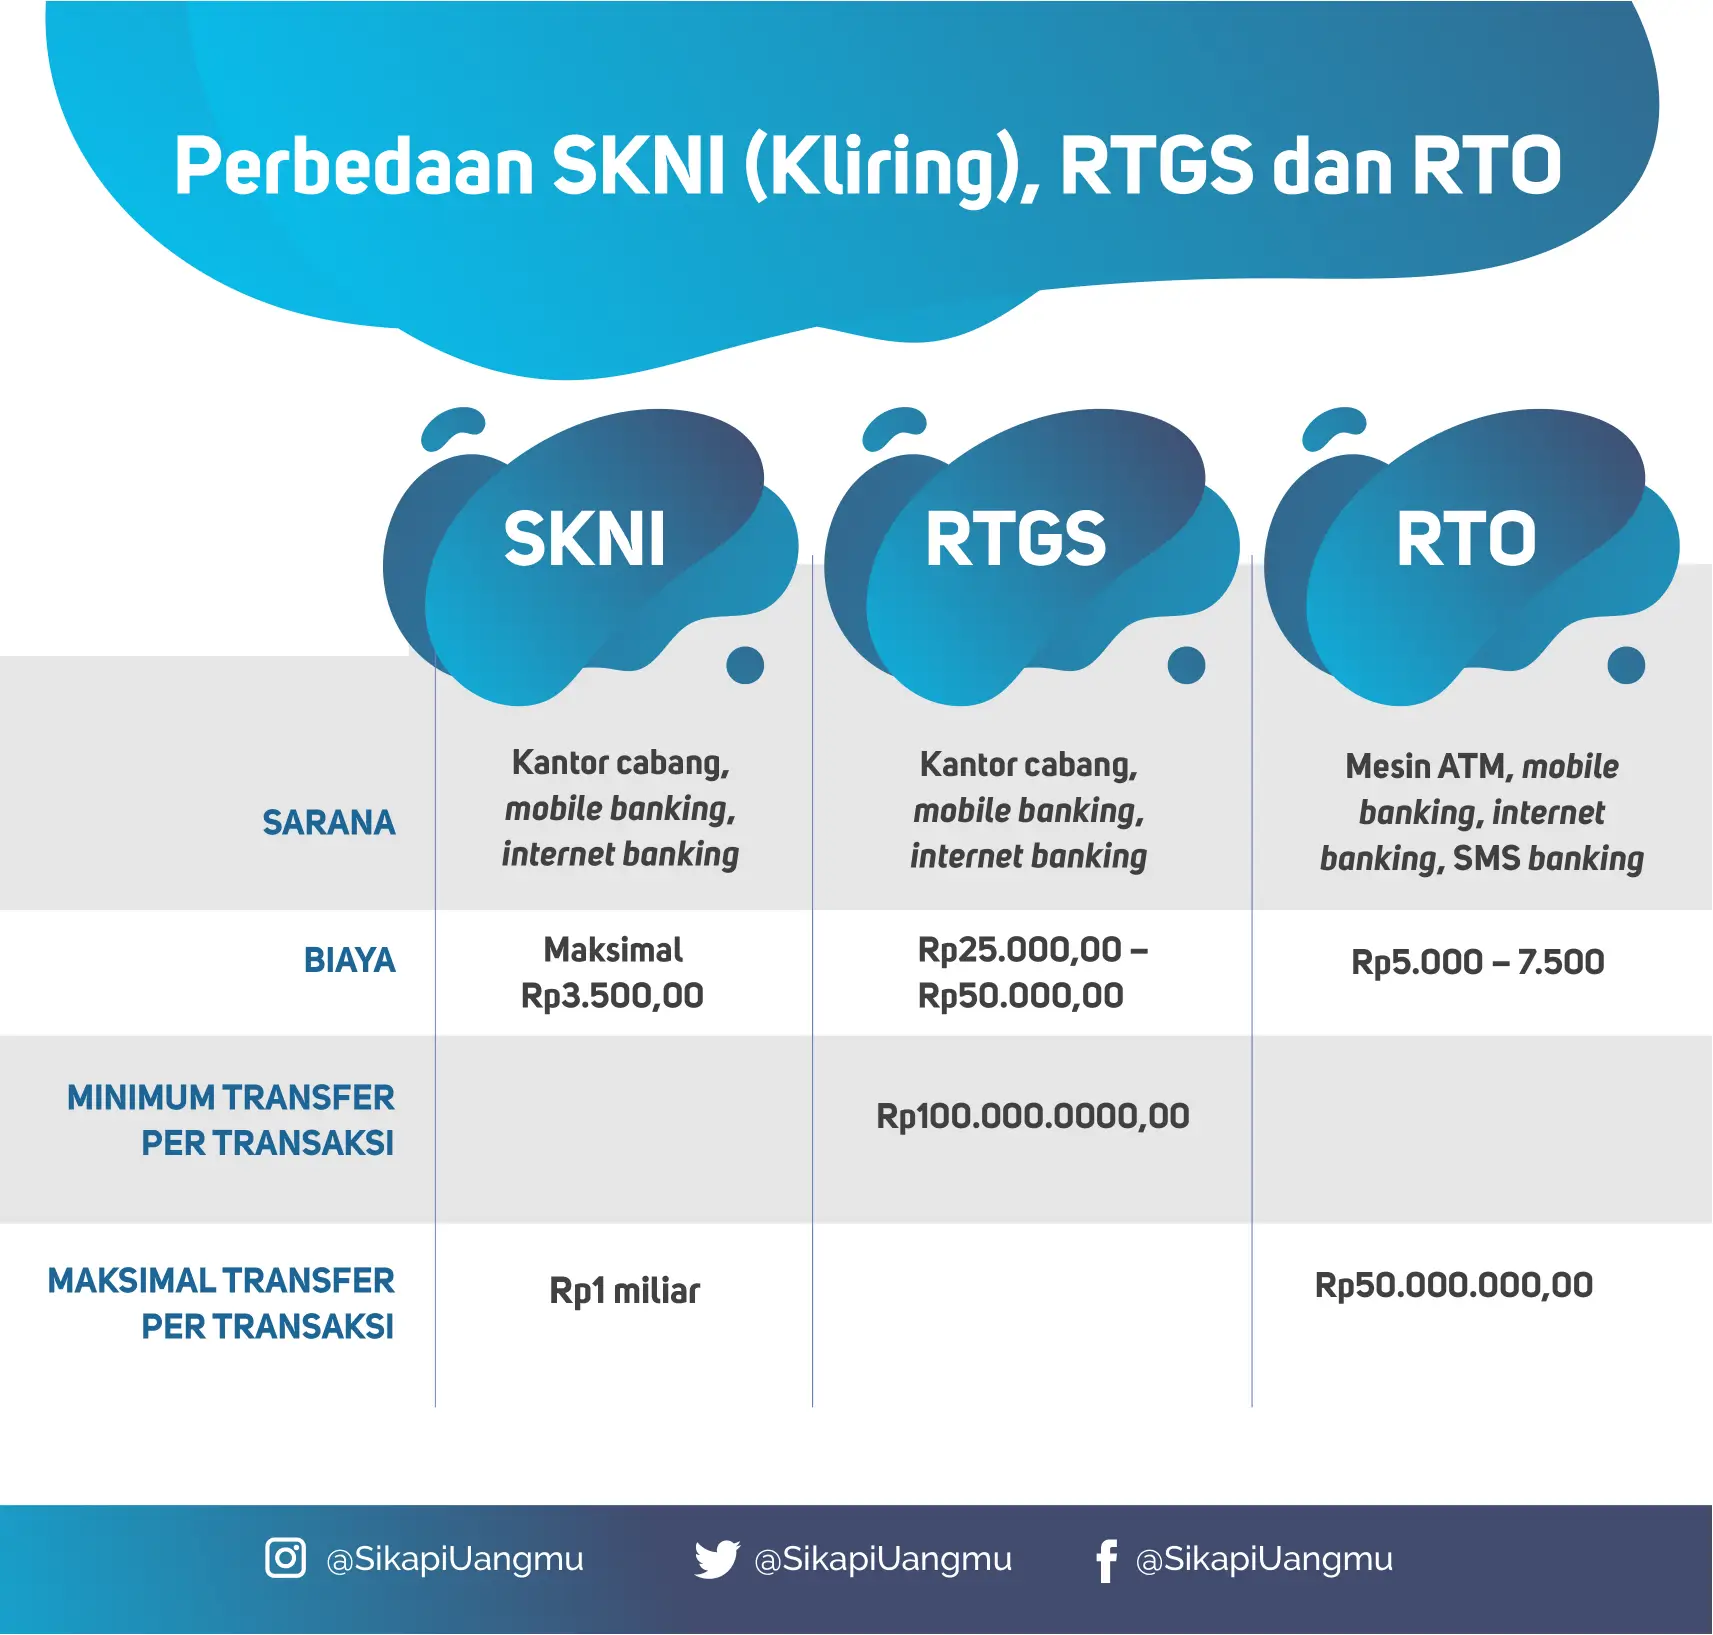 Perbedaan SKNI (Kliring), RTGS dan RTO
SKNI
RTGS
RTO
SARANA
Kantor cabang,
mobile banking,
internet banking
Kantor cabang,
mobile banking,
internet banking
Mesin ATM, mobile
banking, internet
banking, SMS banking
BIAYA
Maksimal
Rp3.500,00
Rp25.000,00 –
Rp50.000,00
Rp5.000 – 7.500
MINIMUM TRANSFER
PER TRANSAKSI
Rp100.000.0000,00
MAKSIMAL TRANSFER
PER TRANSAKSI
Rp1 miliar
Rp50.000.000,00
@SikapiUangmu
@SikapiUangmu
@SikapiUangmu